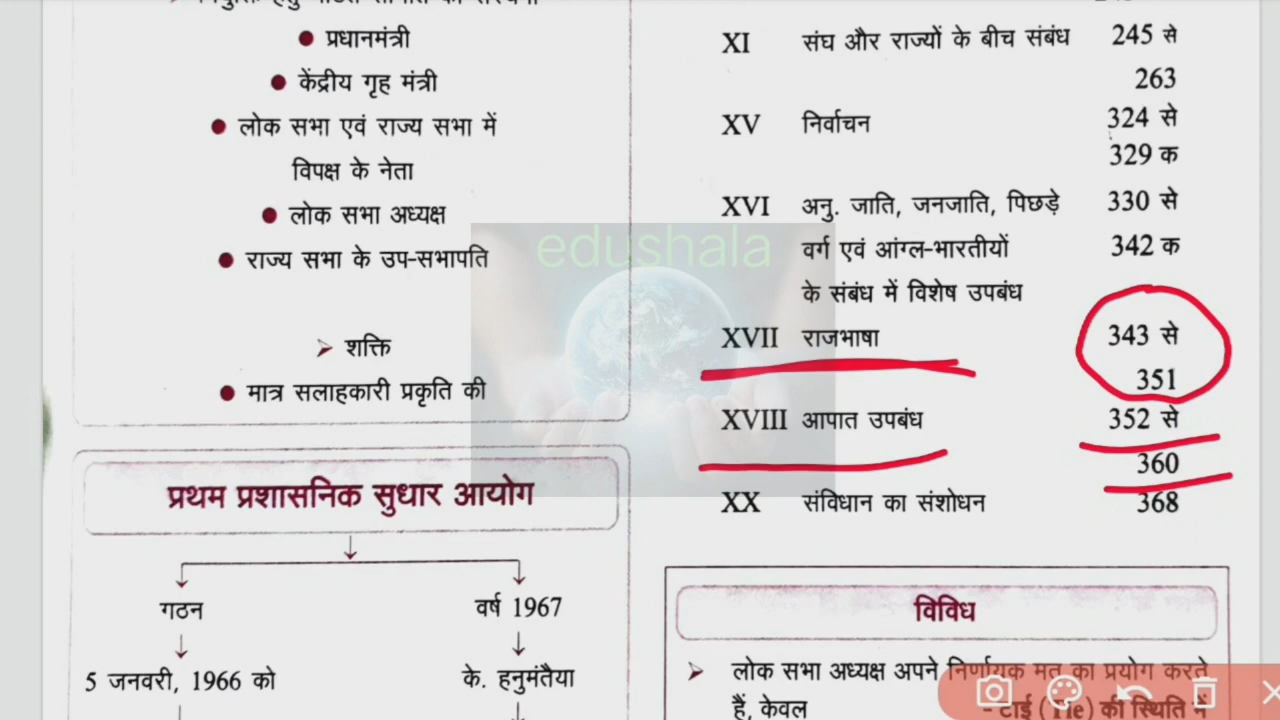 ● प्रधानमंत्री
● केंद्रीय गृह मंत्री
● लोक सभा एवं राज्य सभा में
विपक्ष के नेता
● लोक सभा अध्यक्ष
● राज्य सभा के उप-सभापति
➢ शक्ति
● मात्र सलाहकारी प्रकृति की
प्रथम प्रशासनिक सुधार आयोग
गठन
वर्ष 1967
5 जनवरी, 1966 को
के. हनुमंतैया
XI संघ और राज्यों के बीच संबंध 245 से
263
XV निर्वाचन 324 से
329 क
XVI अनु. जाति, जनजाति, पिछड़े 330 से
वर्ग एवं आंग्ल-भारतीयों 342 क
के संबंध में विशेष उपबंध
XVII राजभाषा 343 से
351
XVIII आपात उपबंध 352 से
360
XX संविधान का संशोधन 368
विविध
➢ लोक सभा अध्यक्ष अपने निर्णायक मत का प्रयोग करते
हैं, केवल - टाई (Tie) की स्थिति में
edushala